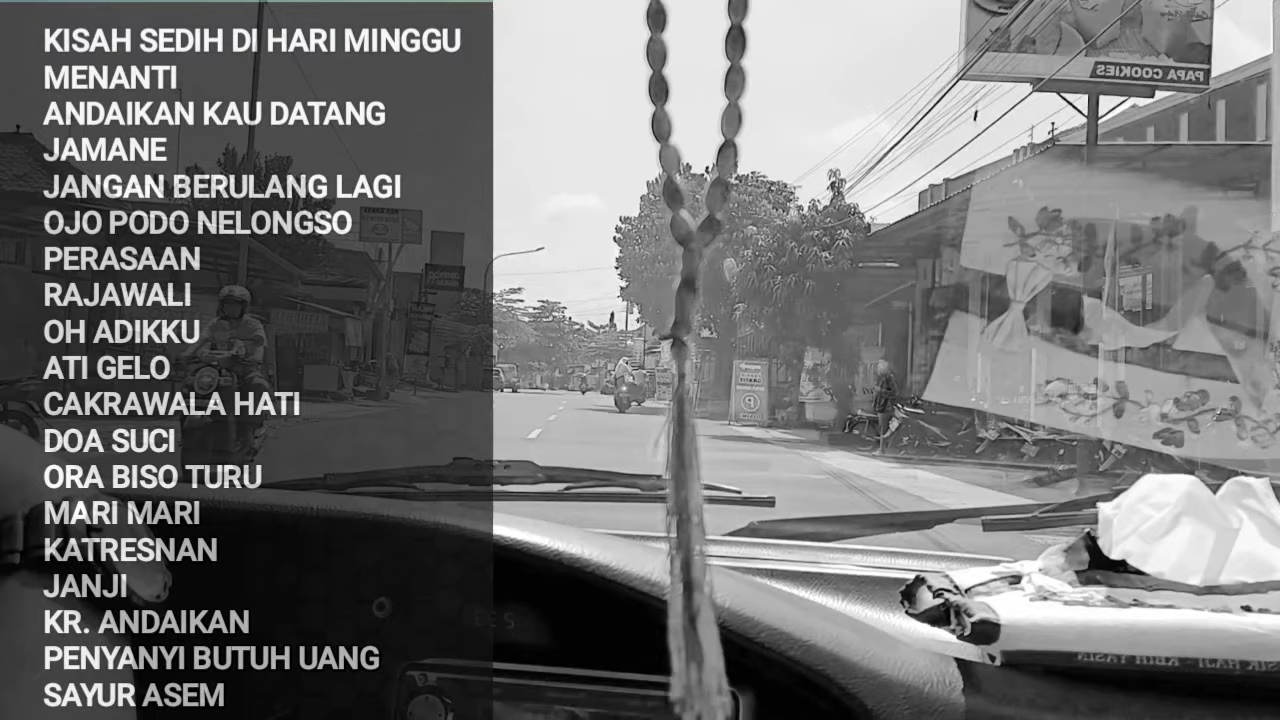 KISAH SEDIH DI HARI MINGGU
MENANTI
ANDAIKAN KAU DATANG
JAMANE
JANGAN BERULANG LAGI
OJO PODO NELONGSO
PERASAAN
RAJAWALI
OH ADIKKU
ATI GELO
CAKRAWALA HATI
DOA SUCI
ORA BISO TURU
MARI MARI
KATRESNAN
JANJI
KR. ANDAIKAN
PENYANYI BUTUH UANG
SAYUR ASEM
PAPA COOKIES
P